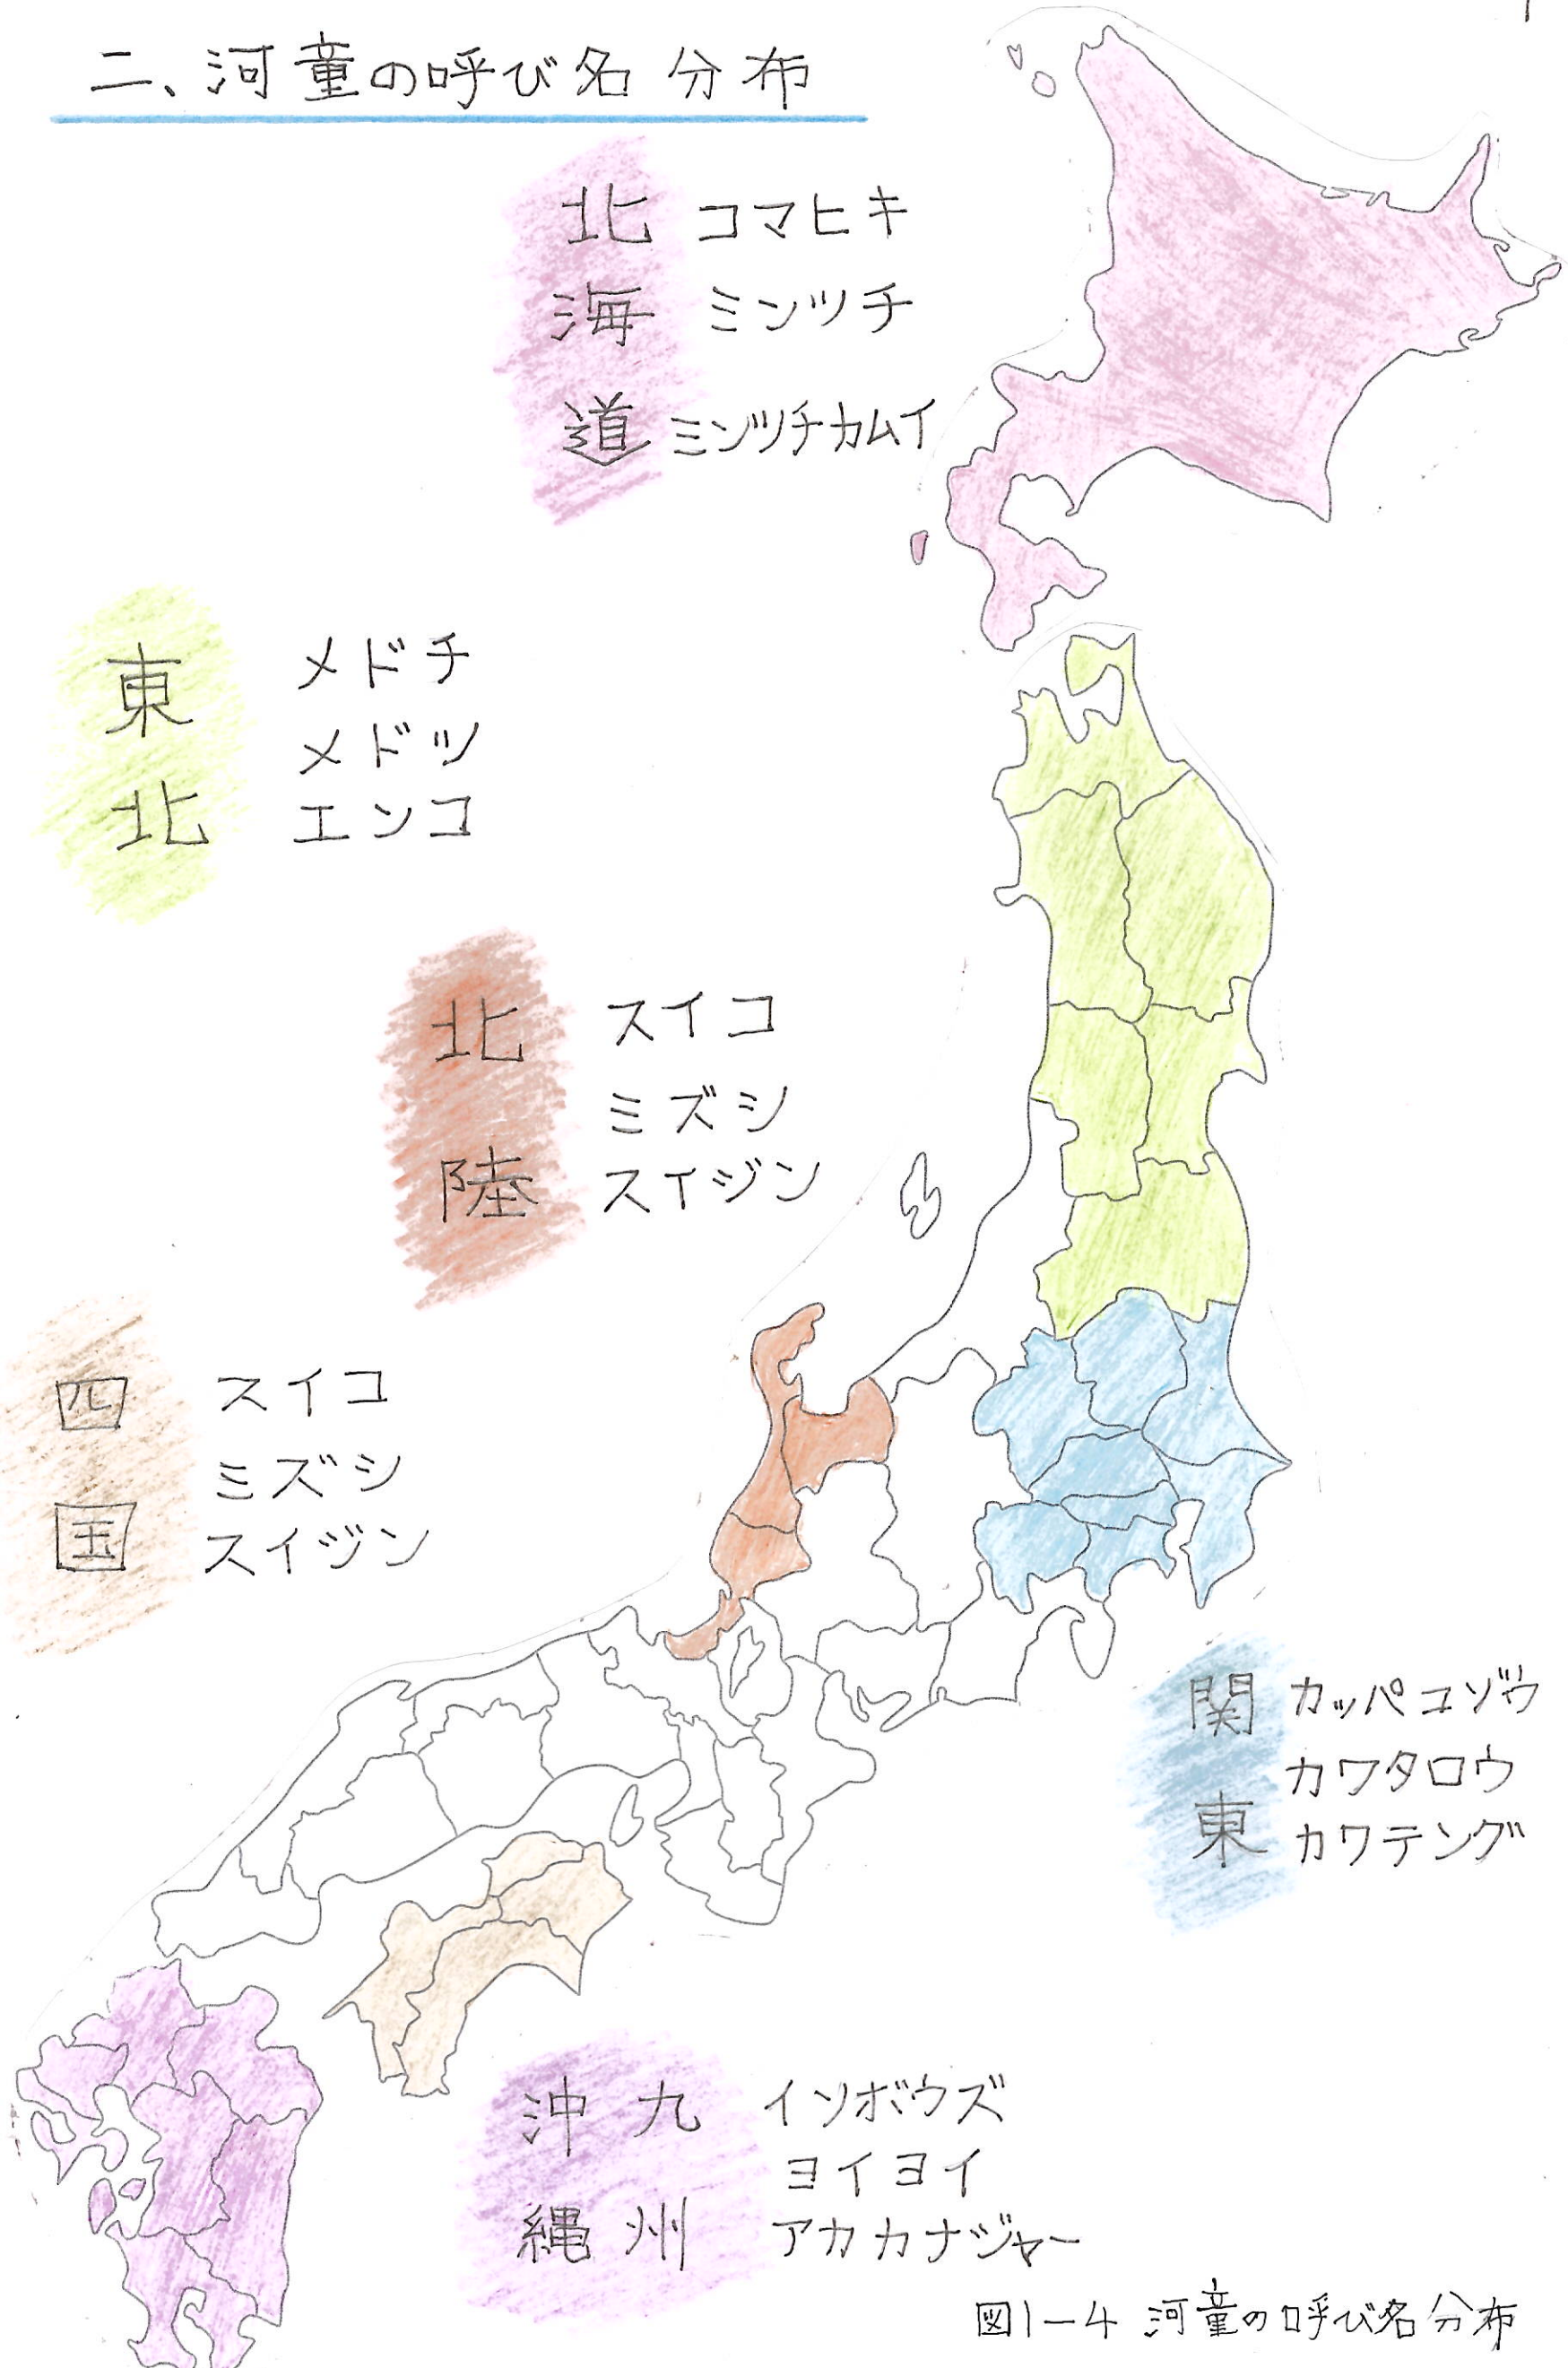 二、河童の呼び名分布
北海道
コマヒキ
ミンツチ
ミンツチカムイ
東北
メドチ
メドツ
エンコ
北陸
スイコ
ミズシ
スイジン
四国
スイコ
ミズシ
スイジン
関東
カッパコゾウ
カワタロウ
カワテング
九州
沖縄
イソボウズ
ヨイヨイ
アカカナジャー
図1-4 河童の呼び名分布